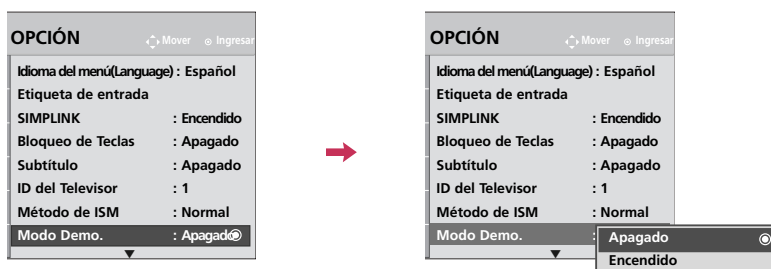 OPCIÓN Mover Ingresar
Idioma del menú(Language) : Español
Etiqueta de entrada
SIMPLINK : Encendido
Bloqueo de Teclas : Apagado
Subtítulo : Apagado
ID del Televisor : 1
Método de ISM : Normal
Modo Demo. : Apagado
OPCIÓN Mover Ingresar
Idioma del menú(Language) : Español
Etiqueta de entrada
SIMPLINK : Encendido
Bloqueo de Teclas : Apagado
Subtítulo : Apagado
ID del Televisor : 1
Método de ISM : Normal
Modo Demo. :
Apagado
Encendido